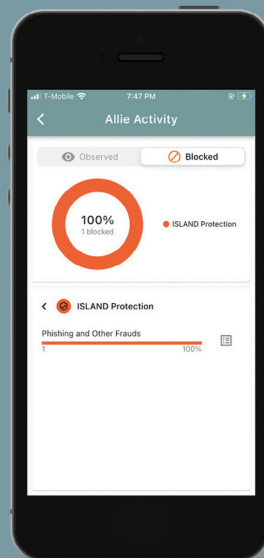 T-Mobile 7:47 PM
Allie Activity
Observed Blocked
100%
1 blocked
ISLAND Protection
ISLAND Protection
Phishing and Other Frauds
1 100%